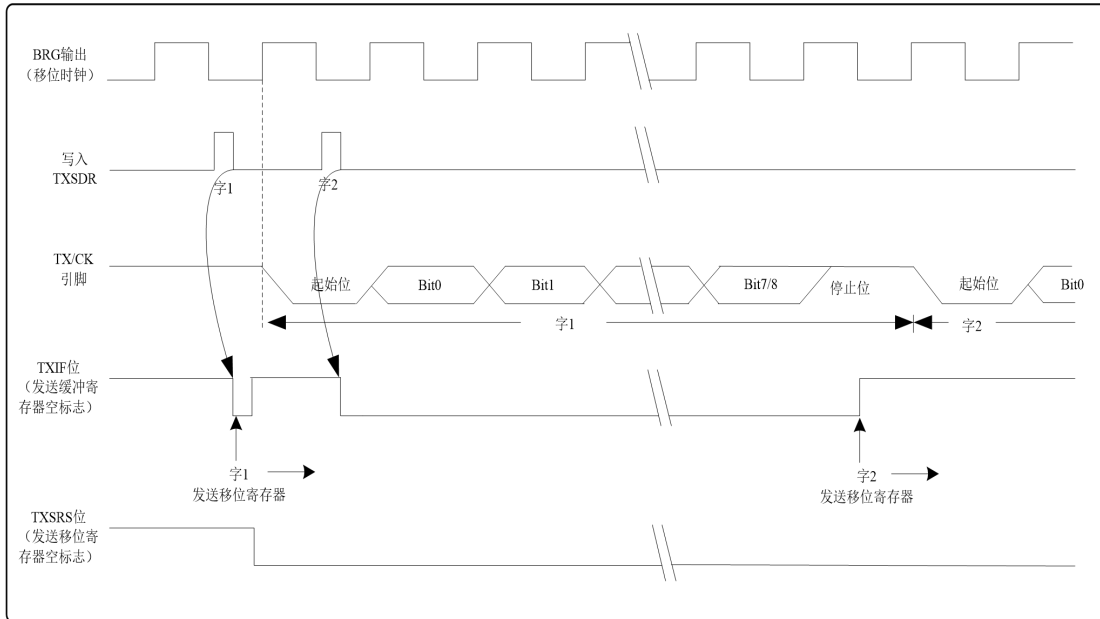 BRG输出
（移位时钟）
写入
TXSDR
字1
字2
TX/CK
引脚
起始位
Bit0
Bit1
Bit7/8
停止位
起始位
Bit0
字1
字2
TXIF位
（发送缓冲寄
存器空标志）
字1
发送移位寄存器
字2
发送移位寄存器
TXSRS位
（发送移位寄
存器空标志）